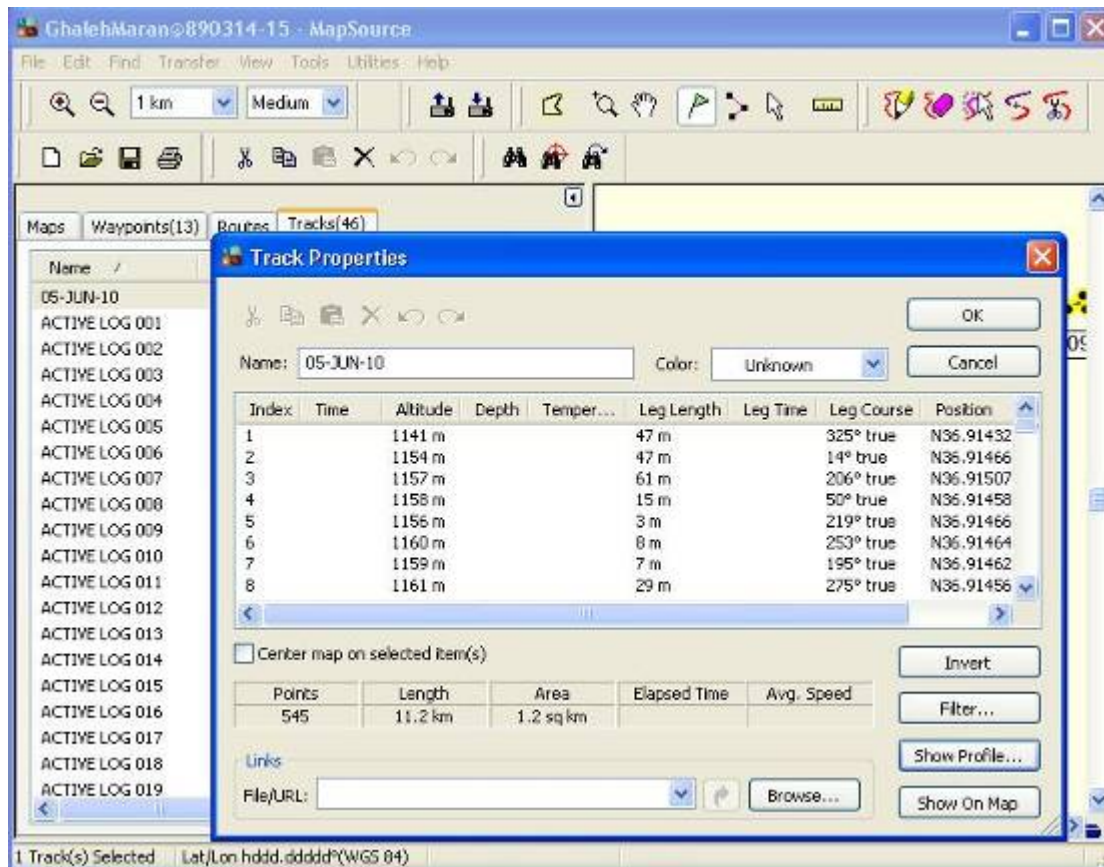 GhalehMaran@890314-15 - MapSource
File Edit Find Transfer View Tools Utilities Help
1 km Medium
Maps Waypoints(13) Routes Tracks(46)
Name
05-JUN-10
ACTIVE LOG 001
ACTIVE LOG 002
ACTIVE LOG 003
ACTIVE LOG 004
ACTIVE LOG 005
ACTIVE LOG 006
ACTIVE LOG 007
ACTIVE LOG 008
ACTIVE LOG 009
ACTIVE LOG 010
ACTIVE LOG 011
ACTIVE LOG 012
ACTIVE LOG 013
ACTIVE LOG 014
ACTIVE LOG 015
ACTIVE LOG 016
ACTIVE LOG 017
ACTIVE LOG 018
ACTIVE LOG 019
Track Properties
OK
Name: 05-JUN-10 Color: Unknown Cancel
Index Time Altitude Depth Temper... Leg Length Leg Time Leg Course Position
1 1141 m 47 m 325° true N36.91432
2 1154 m 47 m 14° true N36.91466
3 1157 m 61 m 206° true N36.91507
4 1158 m 15 m 50° true N36.91458
5 1156 m 3 m 219° true N36.91466
6 1160 m 8 m 253° true N36.91464
7 1159 m 7 m 195° true N36.91462
8 1161 m 29 m 275° true N36.91456
Center map on selected item(s)
Invert
Points Length Area Elapsed Time Avg. Speed
545 11.2 km 1.2 sq km
Filter...
Links
Show Profile...
File/URL: Browse...
Show On Map
1 Track(s) Selected Lat/Lon hddd.ddddd°(WGS 84)